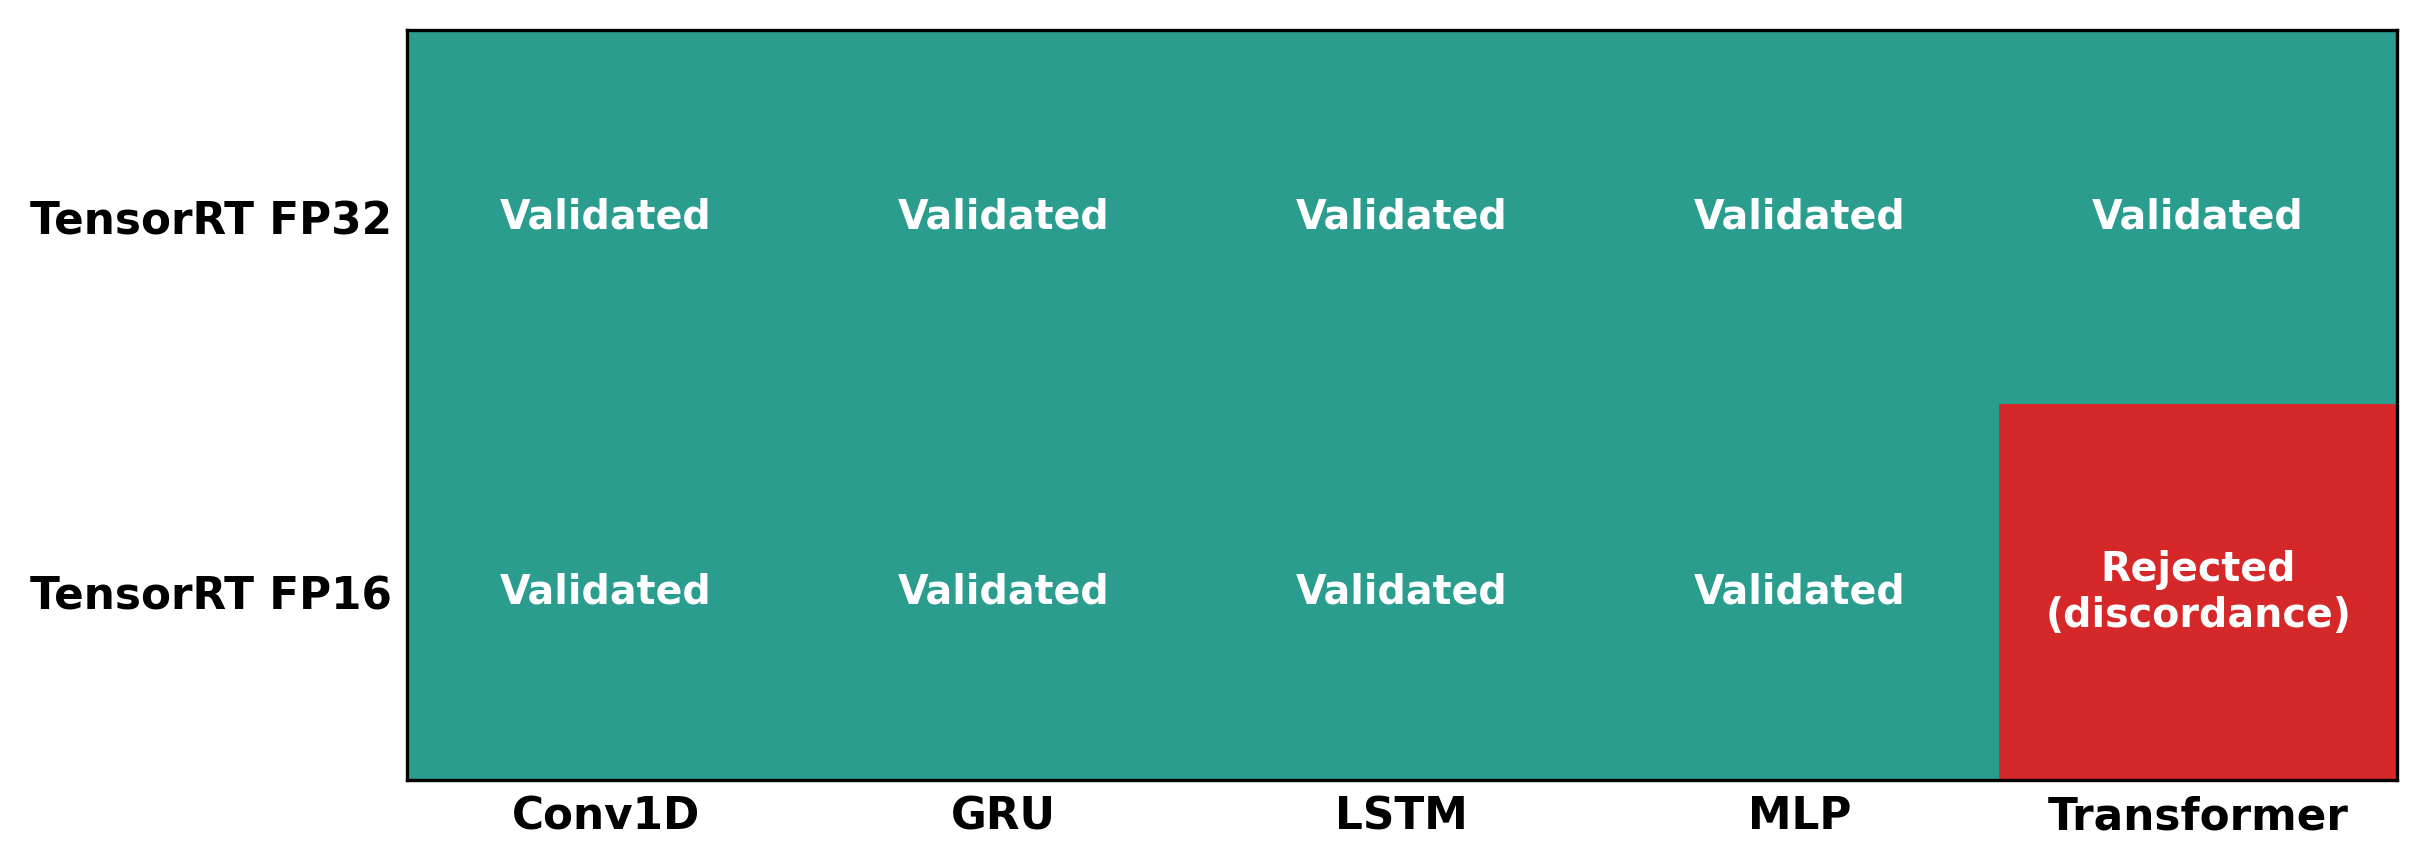 TensorRT FP32
Validated
Validated
Validated
Validated
Validated
TensorRT FP16
Validated
Validated
Validated
Validated
Rejected
(discordance)
Conv1D
GRU
LSTM
MLP
Transformer